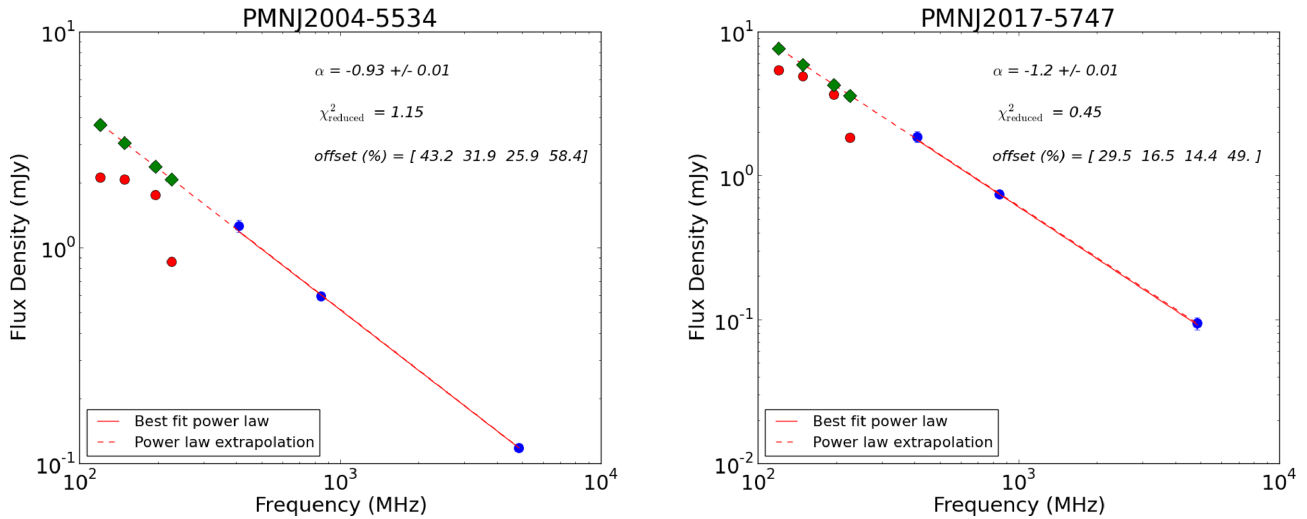 PMNJ2004-5534
α = -0.93 +/- 0.01
χ²reduced = 1.15
offset (%) = [ 43.2 31.9 25.9 58.4]
10¹
10⁰
10⁻¹
Flux Density (mJy)
Best fit power law
Power law extrapolation
10² 10³ 10⁴
Frequency (MHz)
PMNJ2017-5747
α = -1.2 +/- 0.01
χ²reduced = 0.45
offset (%) = [ 29.5 16.5 14.4 49. ]
10¹
10⁰
10⁻¹
10⁻²
Flux Density (mJy)
Best fit power law
Power law extrapolation
10² 10³ 10⁴
Frequency (MHz)